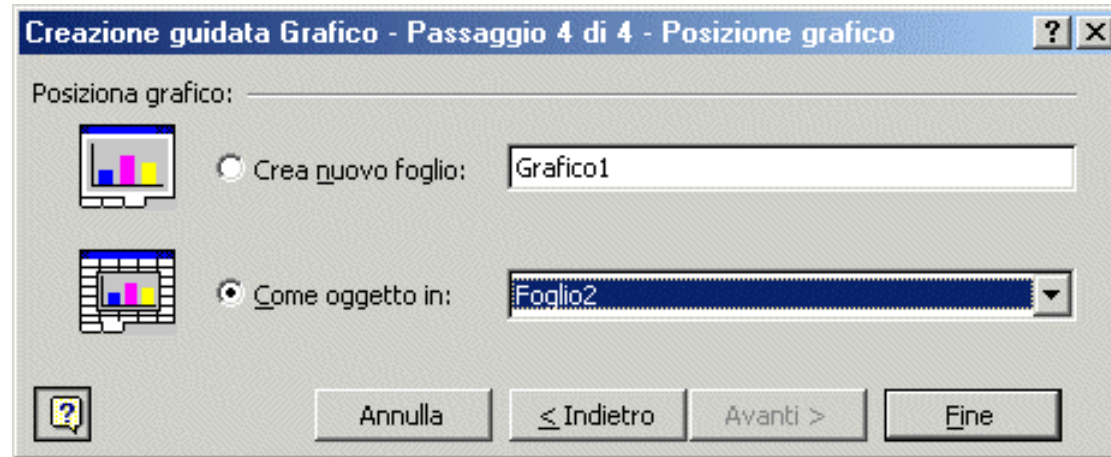 Creazione guidata Grafico - Passaggio 4 di 4 - Posizione grafico
Posiziona grafico:
Crea nuovo foglio: Grafico1
Come oggetto in: Foglio2
Annulla < Indietro Avanti > Fine